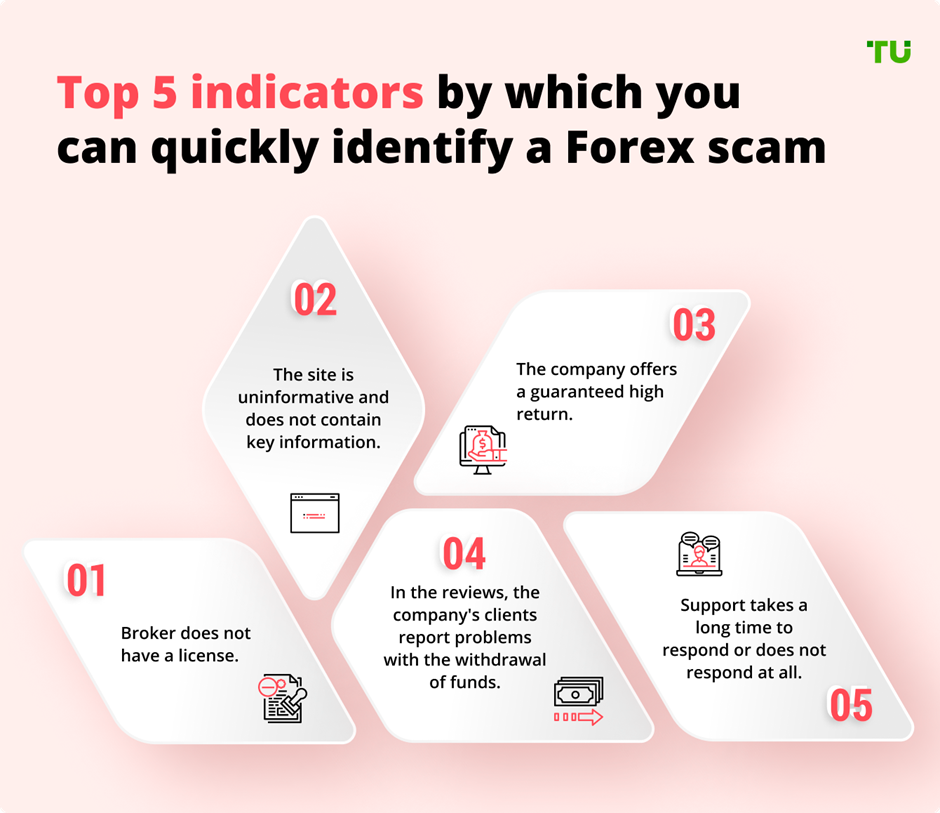 TU
Top 5 indicators by which you
can quickly identify a Forex scam
01
Broker does not
have a license.
02
The site is
uninformative and
does not contain
key information.
03
The company offers
a guaranteed high
return.
04
In the reviews, the
company's clients
report problems
with the withdrawal
of funds.
05
Support takes a
long time to
respond or does not
respond at all.